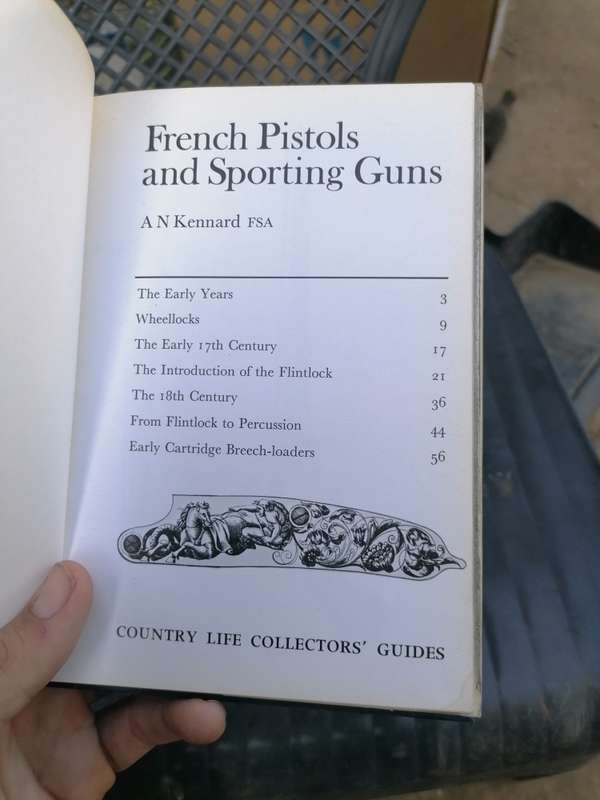 French Pistols
and Sporting Guns
A N Kennard FSA
The Early Years 3
Wheellocks 9
The Early 17th Century 17
The Introduction of the Flintlock 21
The 18th Century 36
From Flintlock to Percussion 44
Early Cartridge Breech-loaders 56
COUNTRY LIFE COLLECTORS' GUIDES